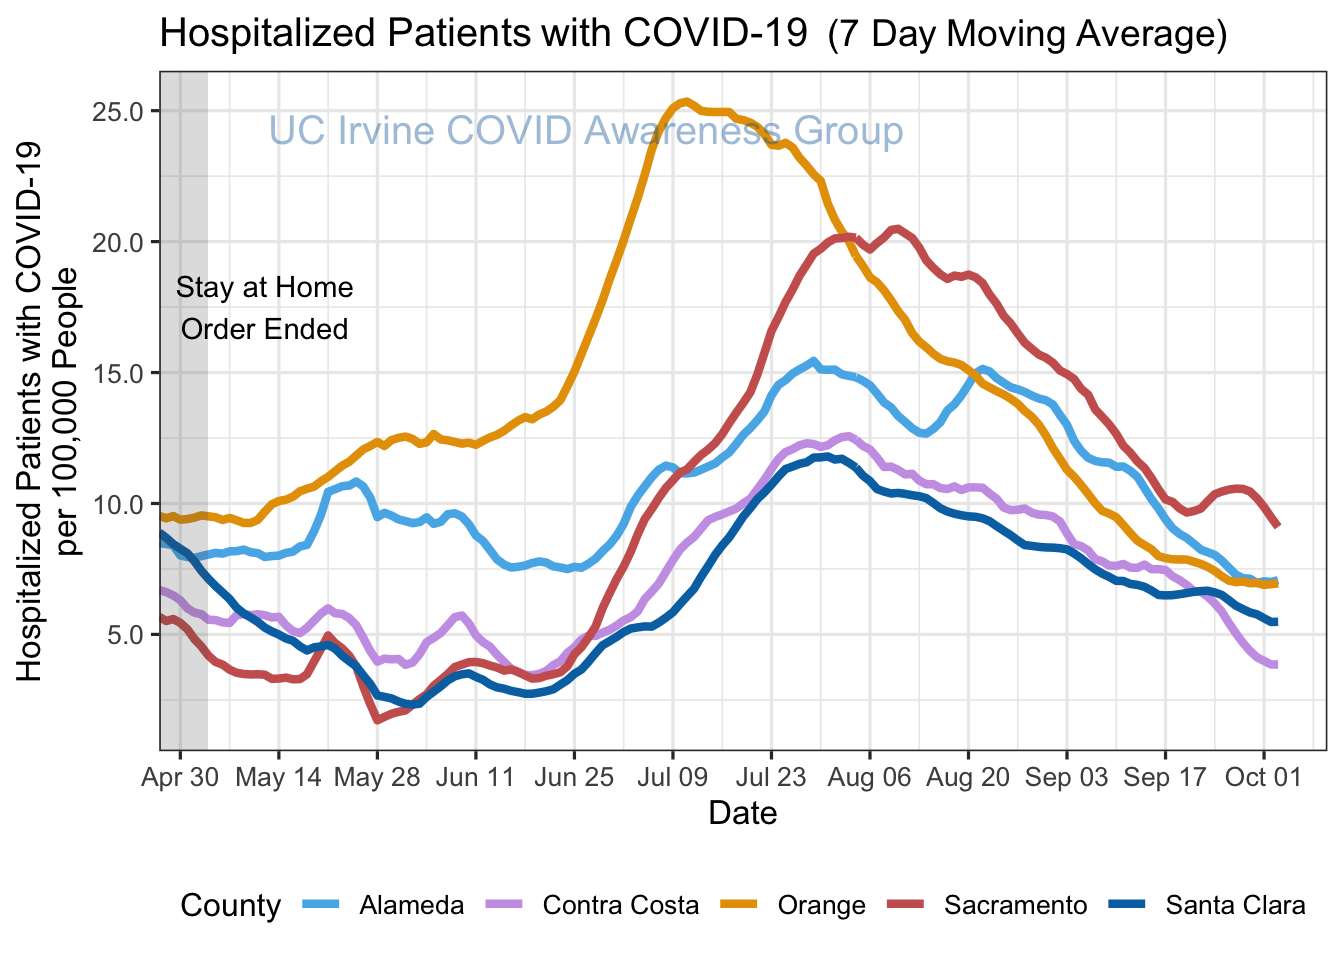 Hospitalized Patients with COVID-19 (7 Day Moving Average)
Hospitalized Patients with COVID-19
per 100,000 People
25.0
20.0
15.0
10.0
5.0
UC Irvine COVID Awareness Group
Stay at Home
Order Ended
Apr 30 May 14 May 28 Jun 11 Jun 25 Jul 09 Jul 23 Aug 06 Aug 20 Sep 03 Sep 17 Oct 01
Date
County Alameda Contra Costa Orange Sacramento Santa Clara